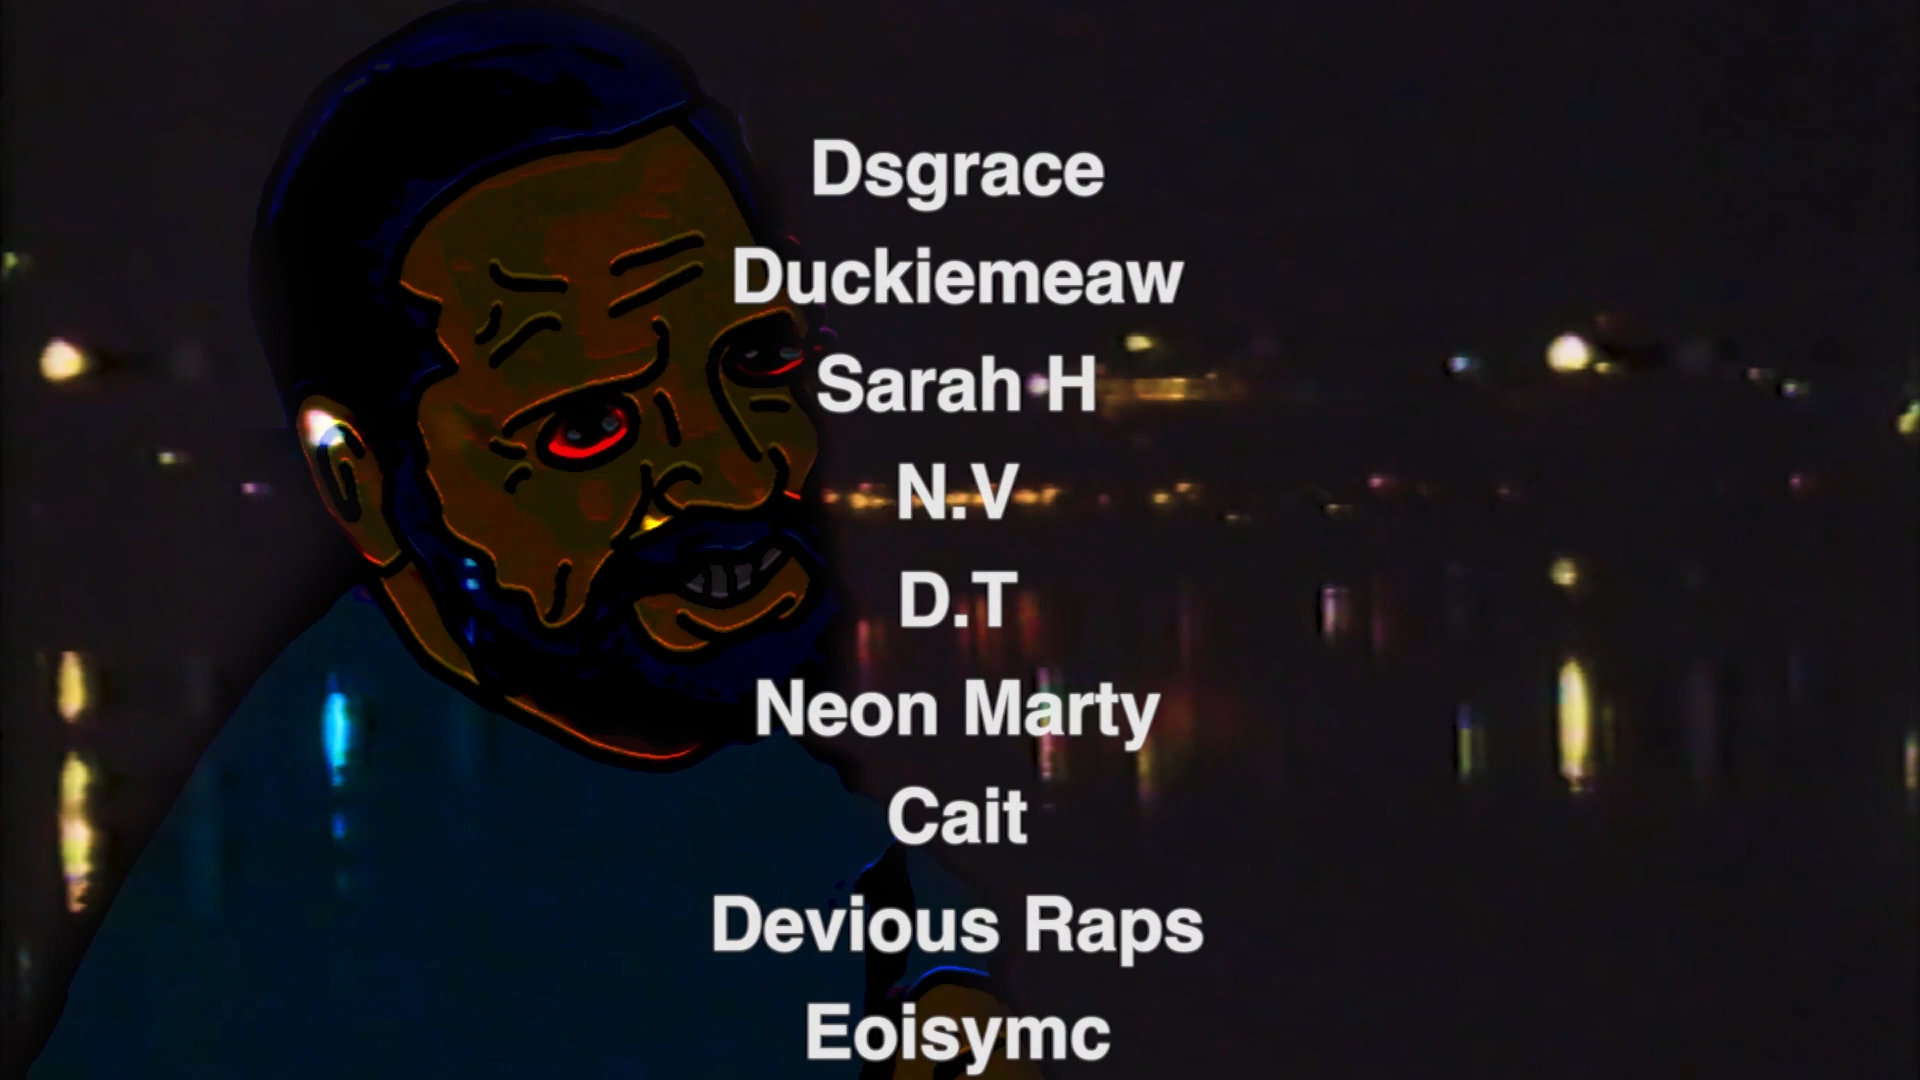 Dsgrace
Duckiemeaw
Sarah H
N.V
D.T
Neon Marty
Cait
Devious Raps
Eoisymc